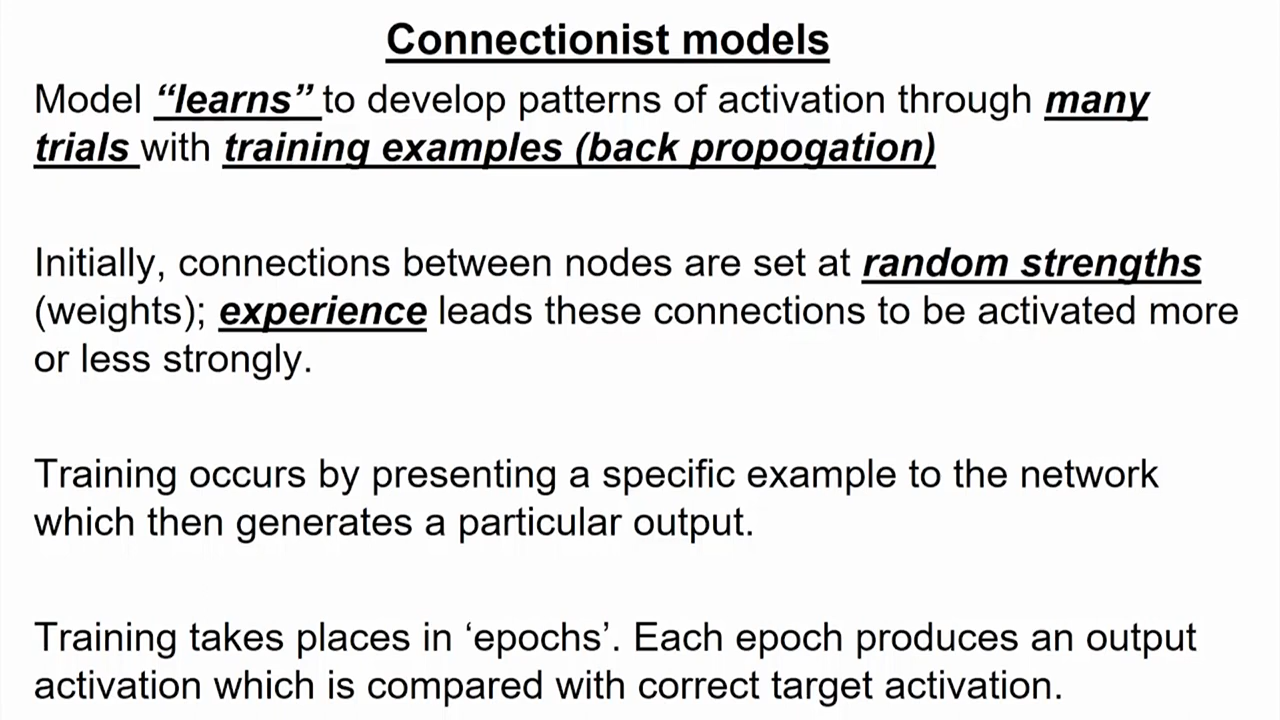 Connectionist models
Model “learns” to develop patterns of activation through many
trials with training examples (back propogation)
Initially, connections between nodes are set at random strengths
(weights); experience leads these connections to be activated more
or less strongly.
Training occurs by presenting a specific example to the network
which then generates a particular output.
Training takes places in ‘epochs’. Each epoch produces an output
activation which is compared with correct target activation.